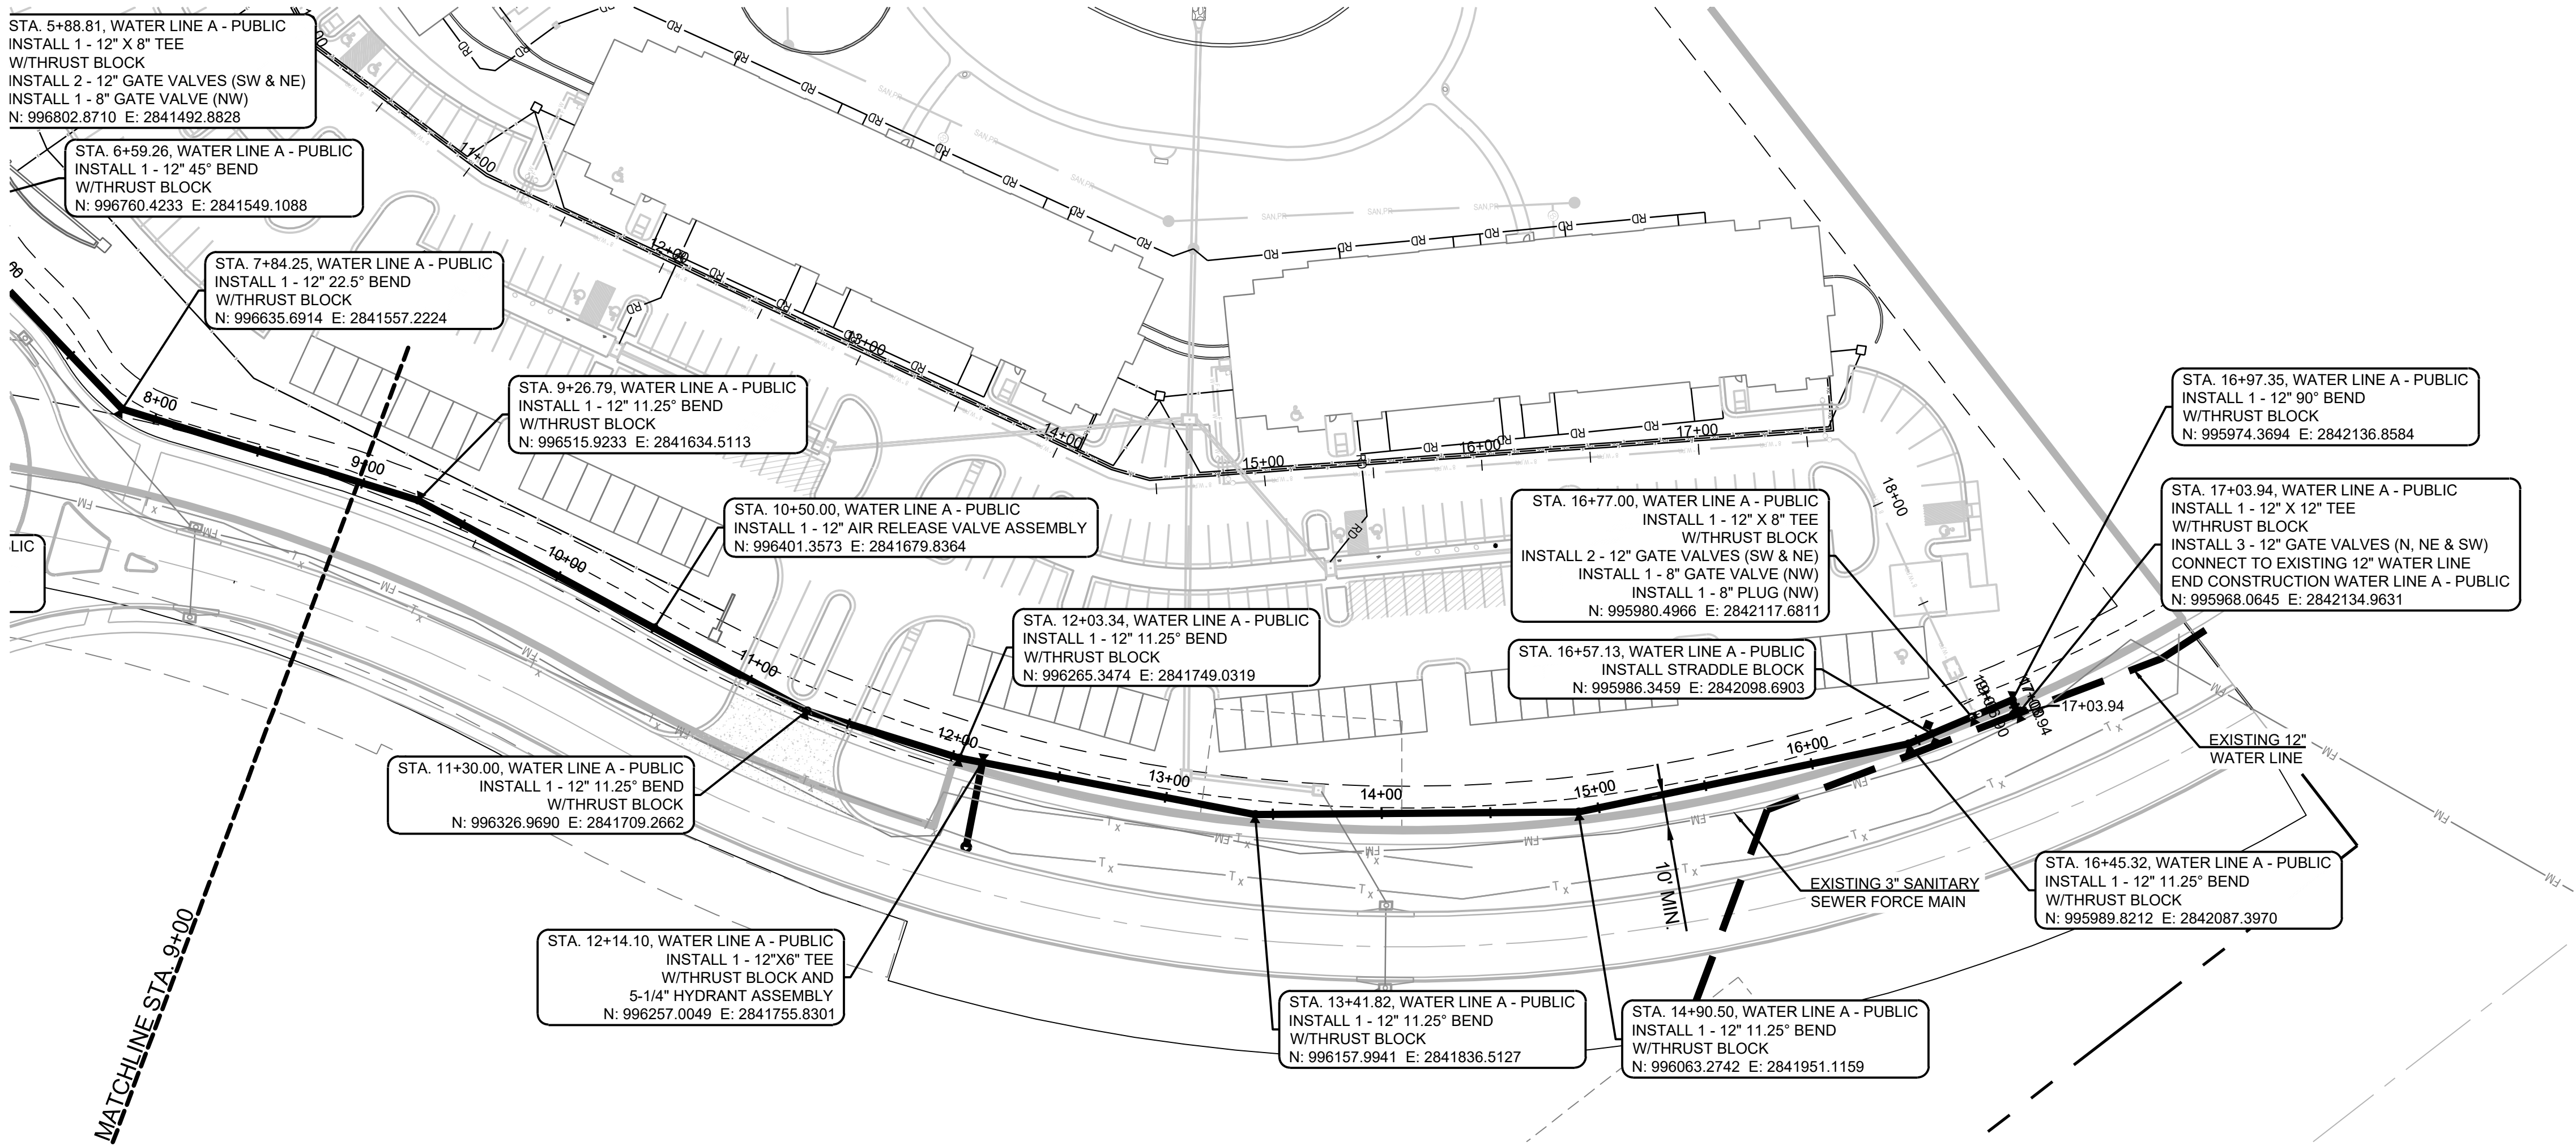 STA. 5+88.81, WATER LINE A - PUBLIC
INSTALL 1 - 12" X 8" TEE
W/THRUST BLOCK
INSTALL 2 - 12" GATE VALVES (SW & NE)
INSTALL 1 - 8" GATE VALVE (NW)
N: 996802.8710 E: 2841492.8828
STA. 6+59.26, WATER LINE A - PUBLIC
INSTALL 1 - 12" 45° BEND
W/THRUST BLOCK
N: 996760.4233 E: 2841549.1088
STA. 7+84.25, WATER LINE A - PUBLIC
INSTALL 1 - 12" 22.5° BEND
W/THRUST BLOCK
N: 996635.6914 E: 2841557.2224
STA. 9+26.79, WATER LINE A - PUBLIC
INSTALL 1 - 12" 11.25° BEND
W/THRUST BLOCK
N: 996515.9233 E: 2841634.5113
STA. 10+50.00, WATER LINE A - PUBLIC
INSTALL 1 - 12" AIR RELEASE VALVE ASSEMBLY
N: 996401.3573 E: 2841679.8364
STA. 12+03.34, WATER LINE A - PUBLIC
INSTALL 1 - 12" 11.25° BEND
W/THRUST BLOCK
N: 996265.3474 E: 2841749.0319
STA. 16+77.00, WATER LINE A - PUBLIC
INSTALL 1 - 12" X 8" TEE
W/THRUST BLOCK
INSTALL 2 - 12" GATE VALVES (SW & NE)
INSTALL 1 - 8" GATE VALVE (NW)
INSTALL 1 - 8" PLUG (NW)
N: 995980.4966 E: 2842117.6811
STA. 16+57.13, WATER LINE A - PUBLIC
INSTALL STRADDLE BLOCK
N: 995986.3459 E: 2842098.6903
STA. 16+97.35, WATER LINE A - PUBLIC
INSTALL 1 - 12" 90° BEND
W/THRUST BLOCK
N: 995974.3694 E: 2842136.8584
STA. 17+03.94, WATER LINE A - PUBLIC
INSTALL 1 - 12" X 12" TEE
W/THRUST BLOCK
INSTALL 3 - 12" GATE VALVES (N, NE & SW)
CONNECT TO EXISTING 12" WATER LINE
END CONSTRUCTION WATER LINE A - PUBLIC
N: 995968.0645 E: 2842134.9631
STA. 11+30.00, WATER LINE A - PUBLIC
INSTALL 1 - 12" 11.25° BEND
W/THRUST BLOCK
N: 996326.9690 E: 2841709.2662
STA. 12+14.10, WATER LINE A - PUBLIC
INSTALL 1 - 12"X6" TEE
W/THRUST BLOCK AND
5-1/4" HYDRANT ASSEMBLY
N: 996257.0049 E: 2841755.8301
STA. 13+41.82, WATER LINE A - PUBLIC
INSTALL 1 - 12" 11.25° BEND
W/THRUST BLOCK
N: 996157.9941 E: 2841836.5127
STA. 14+90.50, WATER LINE A - PUBLIC
INSTALL 1 - 12" 11.25° BEND
W/THRUST BLOCK
N: 996063.2742 E: 2841951.1159
STA. 16+45.32, WATER LINE A - PUBLIC
INSTALL 1 - 12" 11.25° BEND
W/THRUST BLOCK
N: 995989.8212 E: 2842087.3970
EXISTING 12"
WATER LINE
EXISTING 3" SANITARY
SEWER FORCE MAIN
10' MIN.
MATCHLINE STA. 9+00
LIC
8+00
9+00
10+00
11+00
12+00
13+00
14+00
15+00
16+00
17+03.94
11+00
12+00
13+00
14+00
15+00
16+00
17+00
18+00